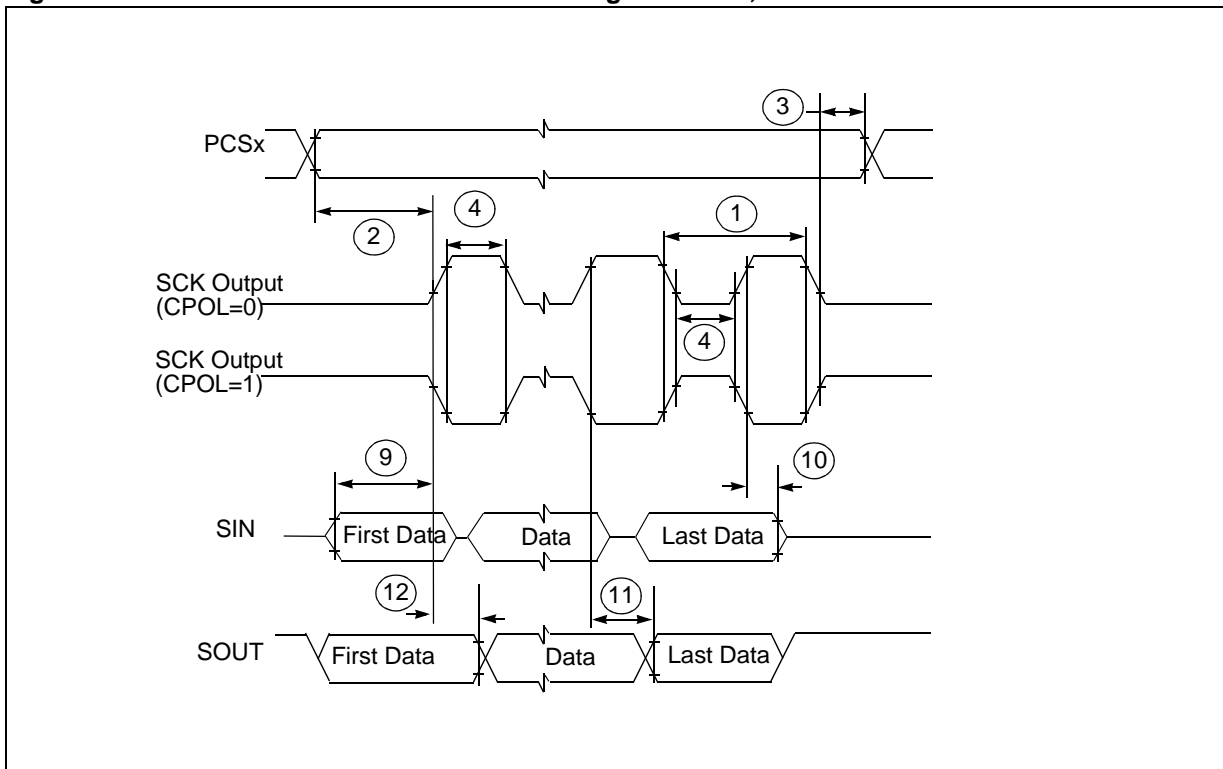 3
PCSx
2
4
1
SCK Output
(CPOL=0)
4
SCK Output
(CPOL=1)
9
10
SIN
First Data
Data
Last Data
12
11
SOUT
First Data
Data
Last Data